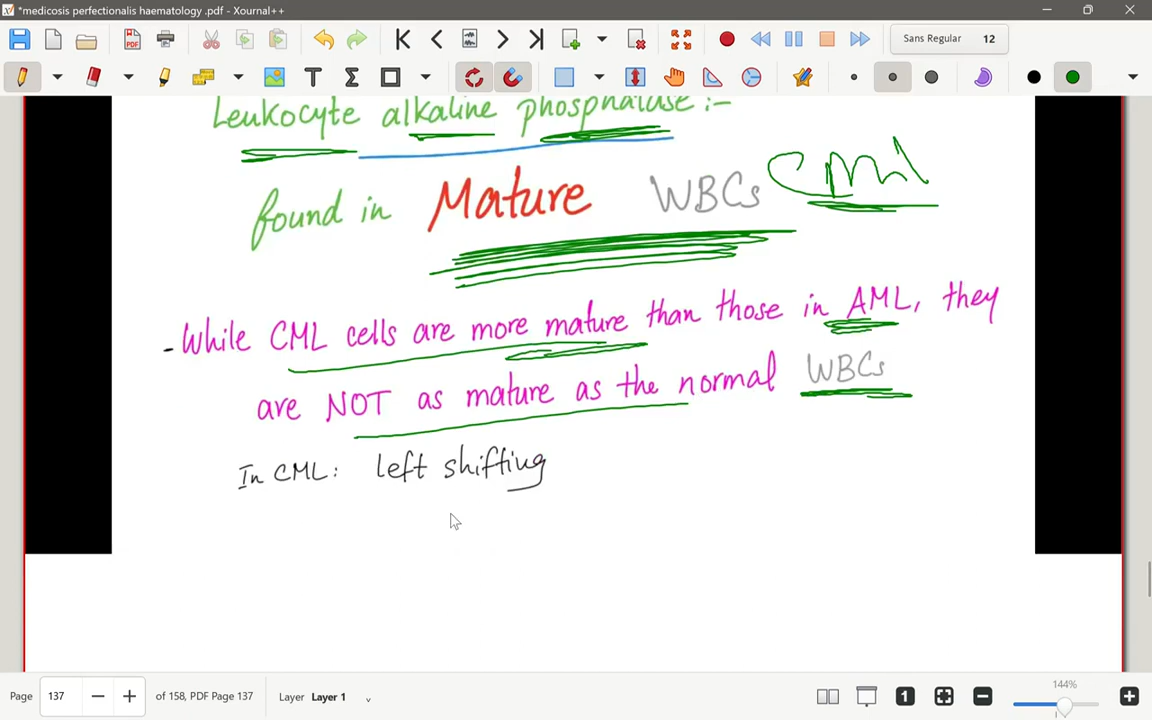 *medicosis perfectionalis haematology .pdf - Xournal++
Sans Regular 12
Leukocyte alkaline phosphatase :-
found in Mature WBCs CML
- While CML cells are more mature than those in AML, they
are NOT as mature as the normal WBCs
In CML: left shifting
Page 137 of 158, PDF Page 137 Layer Layer 1 144%